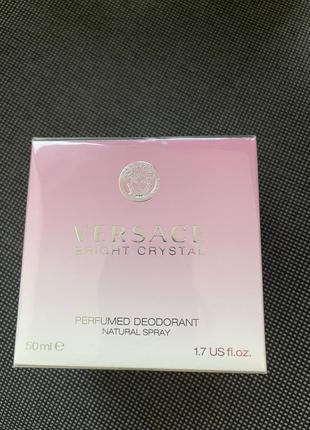 VERSACE
BRIGHT CRYSTAL
PERFUMED DEODORANT
NATURAL SPRAY
50 ml e 1.7 US fl.oz.